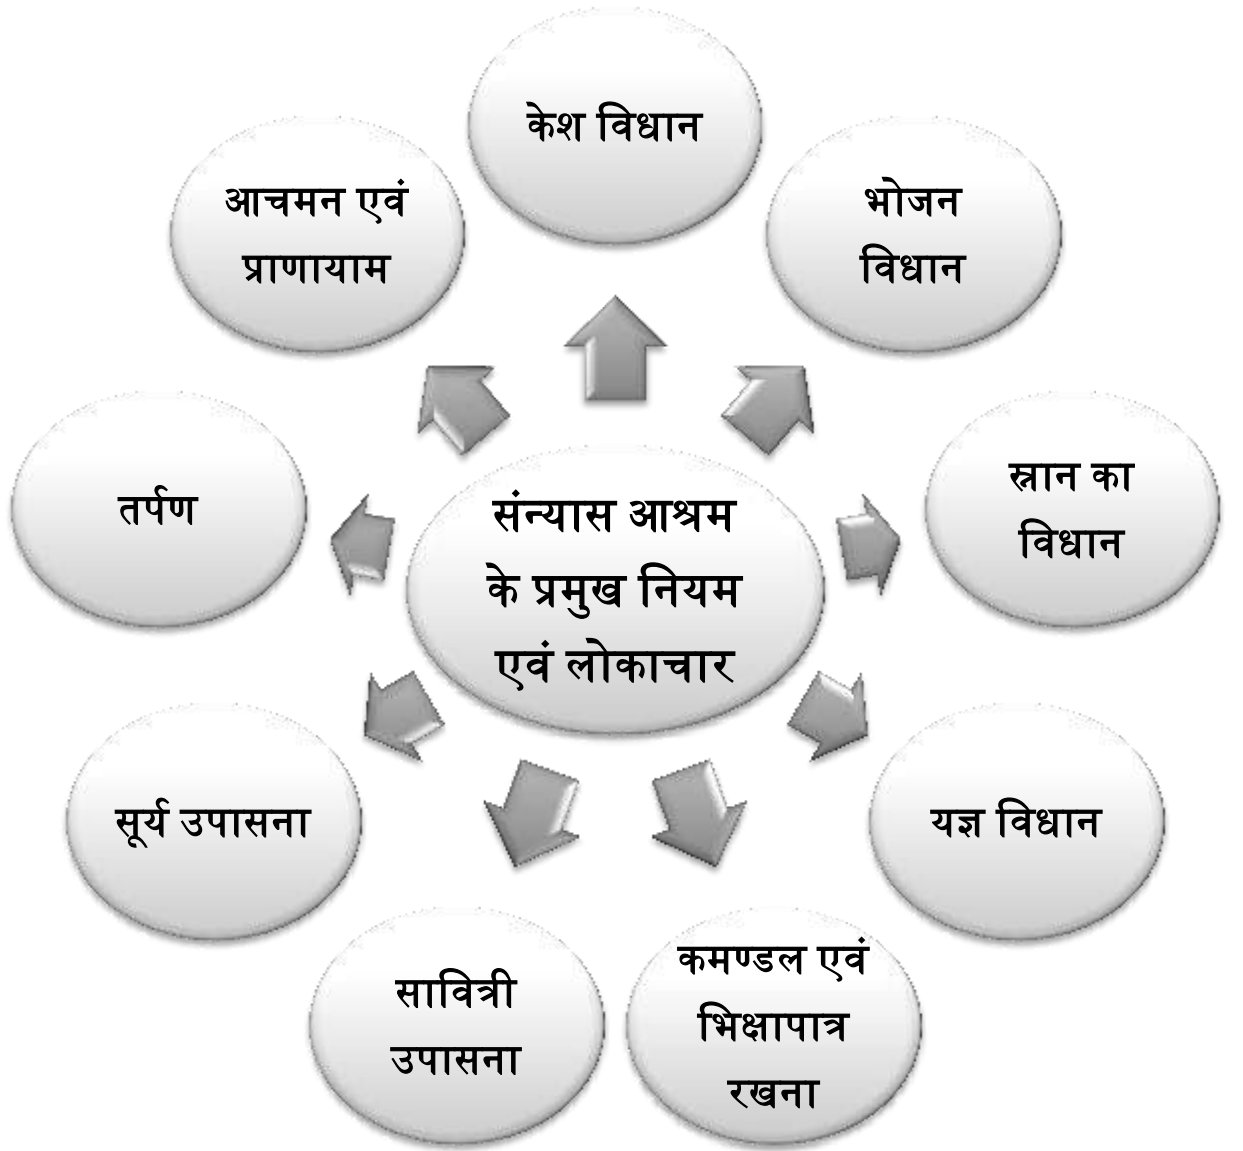 केश विधान
भोजन
विधान
स्नान का
विधान
यज्ञ विधान
कमण्डल एवं
भिक्षापात्र
रखना
सावित्री
उपासना
सूर्य उपासना
तर्पण
आचमन एवं
प्राणायाम
संन्यास आश्रम
के प्रमुख नियम
एवं लोकाचार